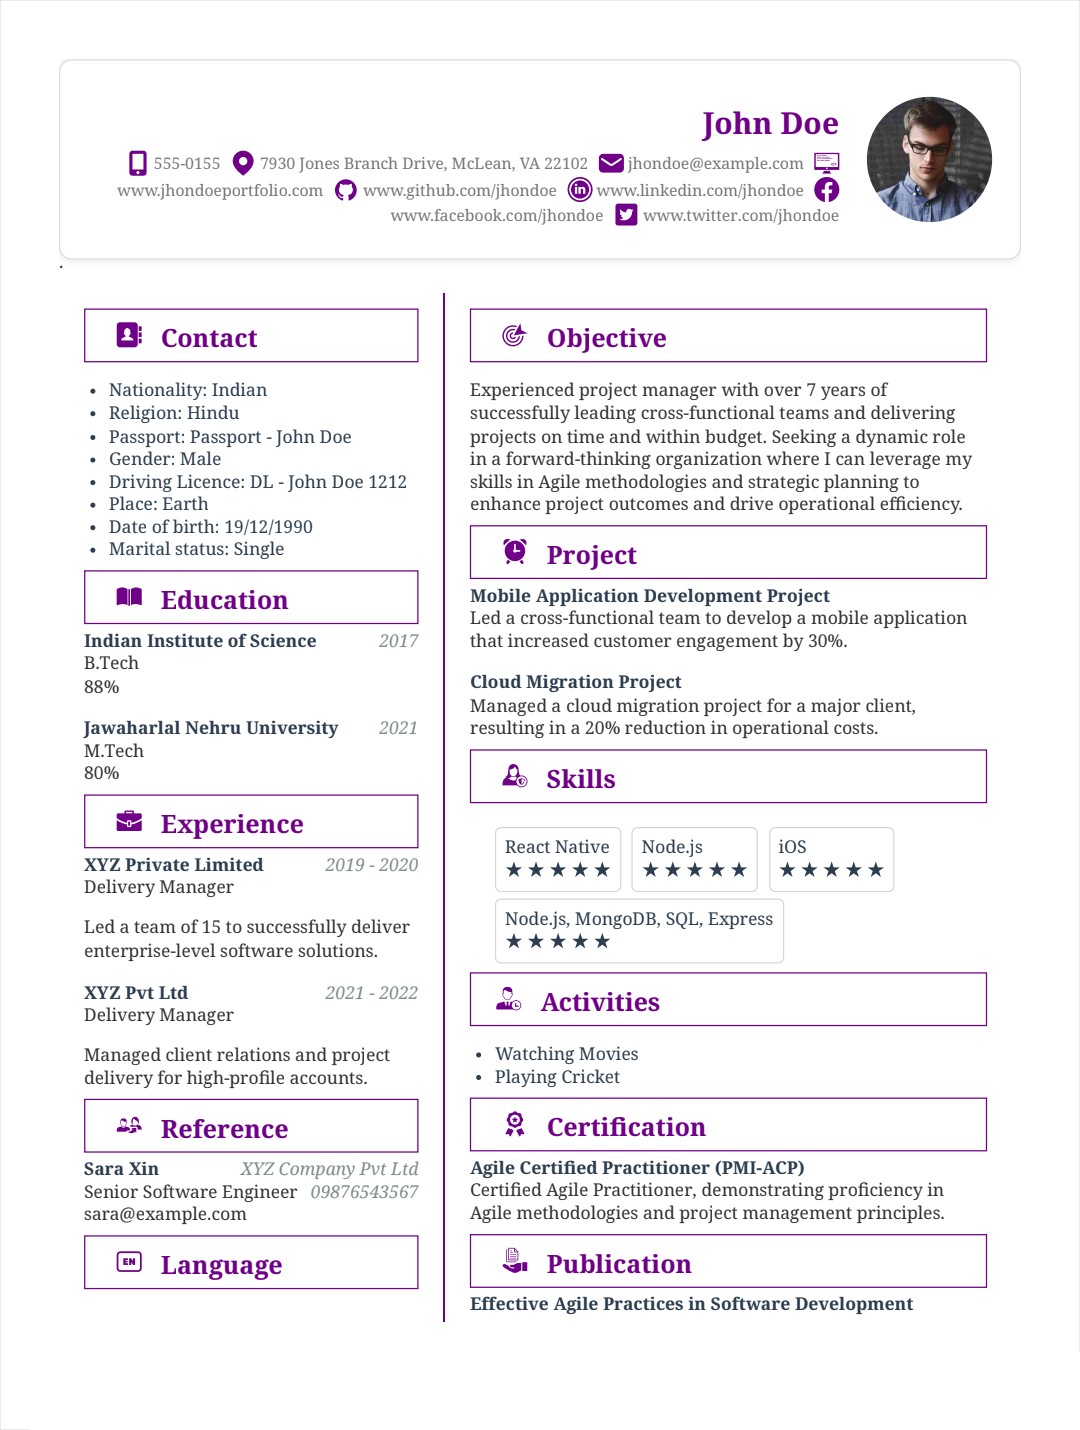 John Doe
555-0155 7930 Jones Branch Drive, McLean, VA 22102 jhondoe@example.com
www.jhondoeportfolio.com www.github.com/jhondoe www.linkedin.com/jhondoe
www.facebook.com/jhondoe www.twitter.com/jhondoe
.
Contact
• Nationality: Indian
• Religion: Hindu
• Passport: Passport - John Doe
• Gender: Male
• Driving Licence: DL - John Doe 1212
• Place: Earth
• Date of birth: 19/12/1990
• Marital status: Single
Education
Indian Institute of Science 2017
B.Tech
88%
Jawaharlal Nehru University 2021
M.Tech
80%
Experience
XYZ Private Limited 2019 - 2020
Delivery Manager
Led a team of 15 to successfully deliver
enterprise-level software solutions.
XYZ Pvt Ltd 2021 - 2022
Delivery Manager
Managed client relations and project
delivery for high-profile accounts.
Reference
Sara Xin XYZ Company Pvt Ltd
Senior Software Engineer 09876543567
sara@example.com
EN Language
Objective
Experienced project manager with over 7 years of
successfully leading cross-functional teams and delivering
projects on time and within budget. Seeking a dynamic role
in a forward-thinking organization where I can leverage my
skills in Agile methodologies and strategic planning to
enhance project outcomes and drive operational efficiency.
Project
Mobile Application Development Project
Led a cross-functional team to develop a mobile application
that increased customer engagement by 30%.
Cloud Migration Project
Managed a cloud migration project for a major client,
resulting in a 20% reduction in operational costs.
Skills
React Native Node.js iOS
★★★★★ ★★★★★ ★★★★★
Node.js, MongoDB, SQL, Express
★★★★★
Activities
• Watching Movies
• Playing Cricket
Certification
Agile Certified Practitioner (PMI-ACP)
Certified Agile Practitioner, demonstrating proficiency in
Agile methodologies and project management principles.
Publication
Effective Agile Practices in Software Development